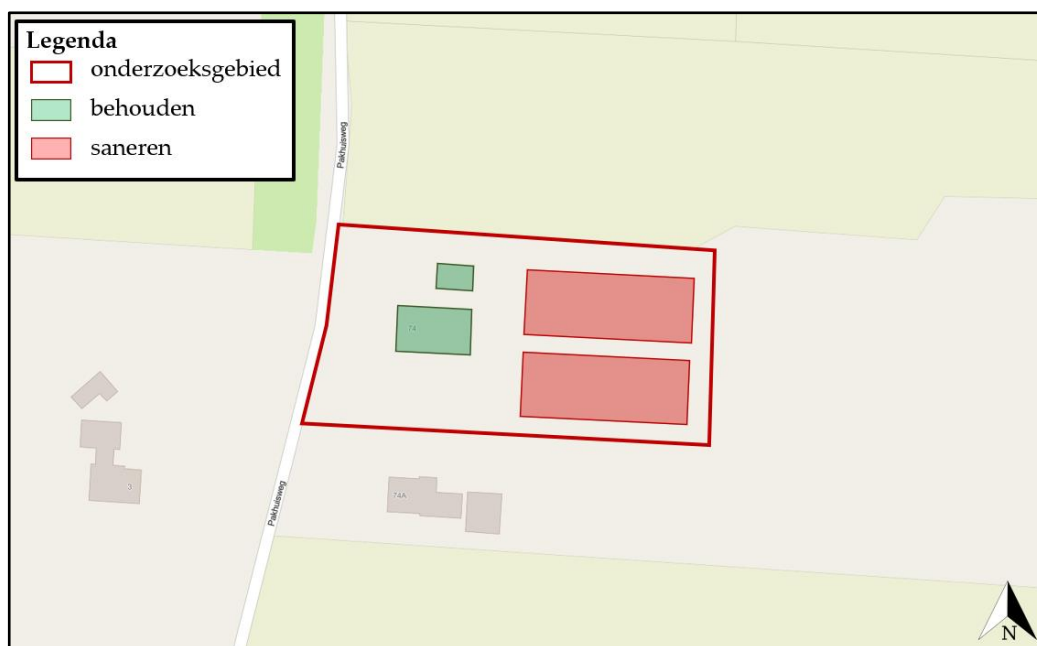 Legenda
onderzoeksgebied
behouden
saneren
Pakhuisweg
74
3
74A
Pakhuisweg
N